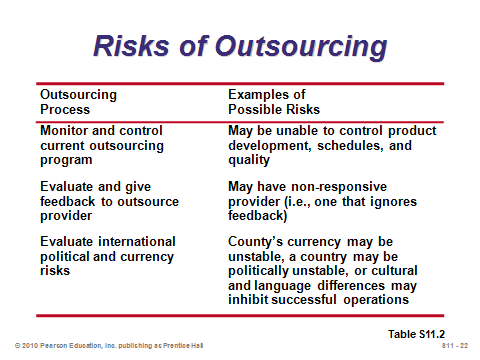 Risks of Outsourcing
Outsourcing Examples of
Process Possible Risks
Monitor and control May be unable to control product
current outsourcing development, schedules, and
program quality
Evaluate and give May have non-responsive
feedback to outsource provider (i.e., one that ignores
provider feedback)
Evaluate international County's currency may be
political and currency unstable, a country may be
risks politically unstable, or cultural
and language differences may
inhibit successful operations
Table S11.2
© 2010 Pearson Education, Inc. publishing as Prentice Hall S11 - 22